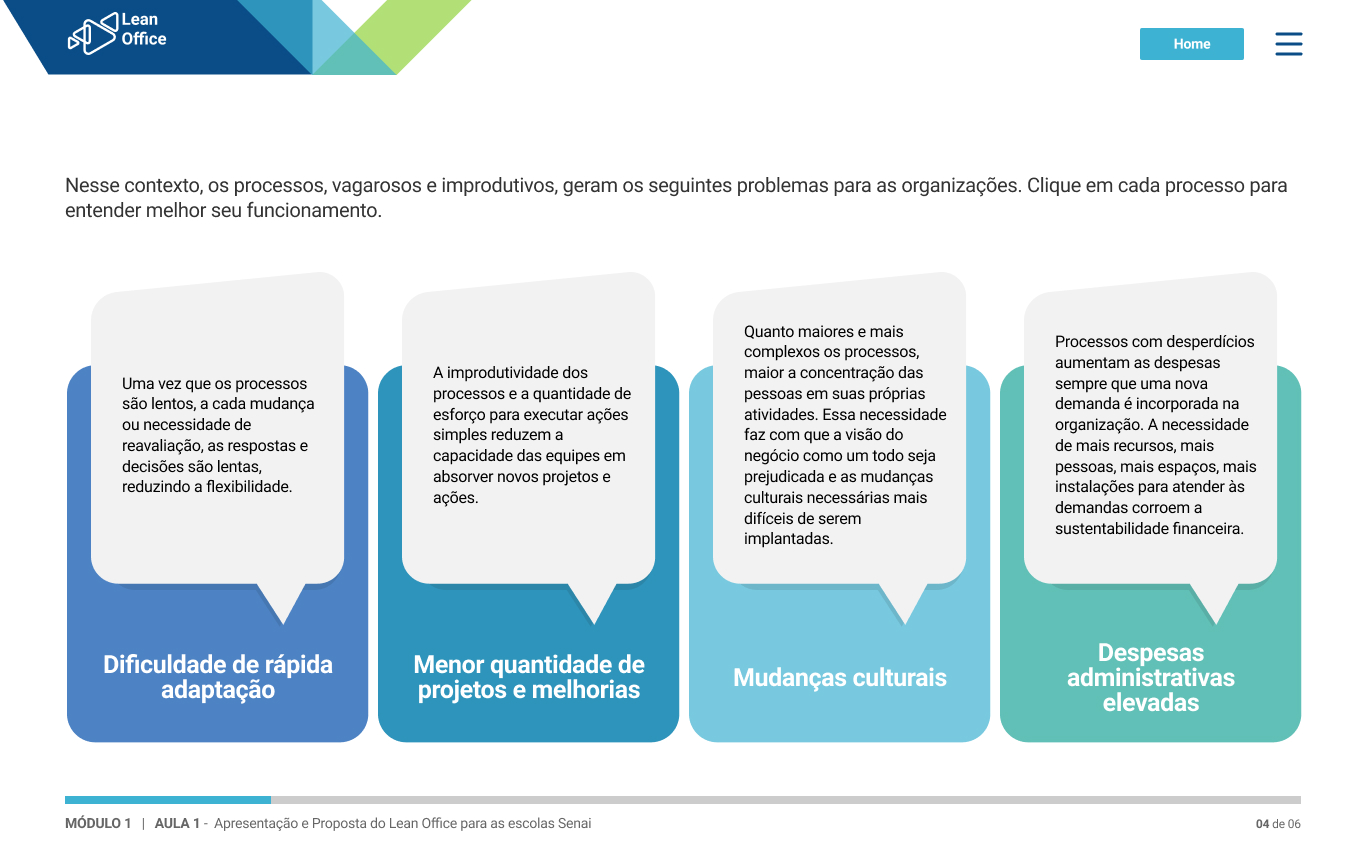 Lean
Office
Home
Nesse contexto, os processos, vagarosos e improdutivos, geram os seguintes problemas para as organizações. Clique em cada processo para
entender melhor seu funcionamento.
Uma vez que os processos
são lentos, a cada mudança
ou necessidade de
reavaliação, as respostas e
decisões são lentas,
reduzindo a flexibilidade.
Dificuldade de rápida
adaptação
A improdutividade dos
processos e a quantidade de
esforço para executar ações
simples reduzem a
capacidade das equipes em
absorver novos projetos e
ações.
Menor quantidade de
projetos e melhorias
Quanto maiores e mais
complexos os processos,
maior a concentração das
pessoas em suas próprias
atividades. Essa necessidade
faz com que a visão do
negócio como um todo seja
prejudicada e as mudanças
culturais necessárias mais
difíceis de serem
implantadas.
Mudanças culturais
Processos com desperdícios
aumentam as despesas
sempre que uma nova
demanda é incorporada na
organização. A necessidade
de mais recursos, mais
pessoas, mais espaços, mais
instalações para atender às
demandas corroem a
sustentabilidade financeira.
Despesas
administrativas
elevadas
MÓDULO 1 | AULA 1 - Apresentação e Proposta do Lean Office para as escolas Senai
04 de 06